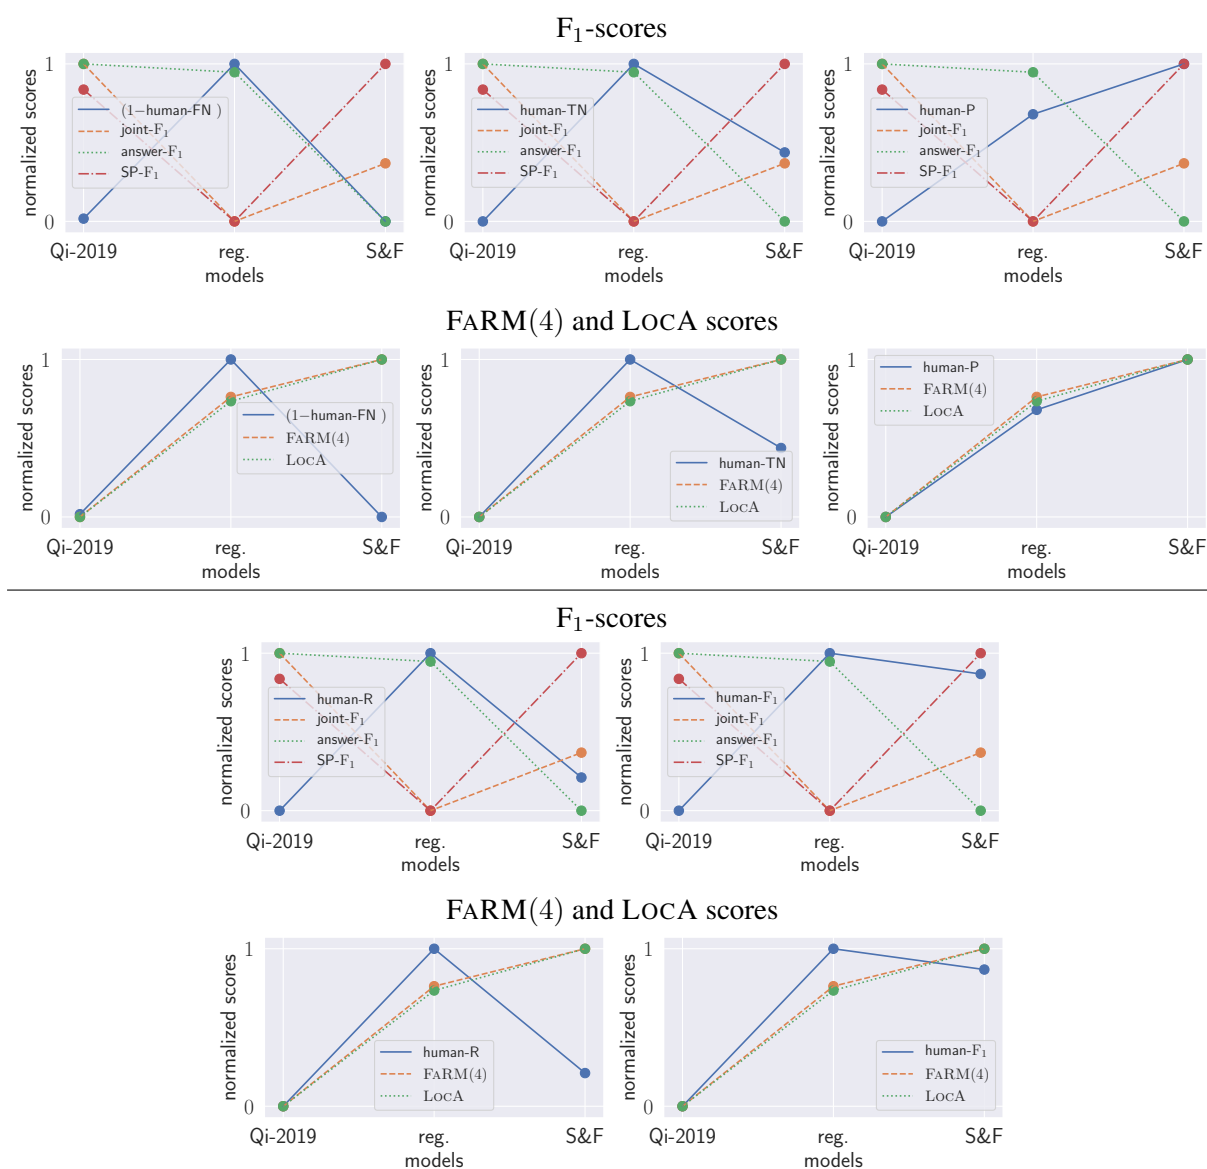 F₁-scores
normalized scores
1
0
(1−human-FN )
joint-F₁
answer-F₁
SP-F₁
Qi-2019
reg.
S&F
models
normalized scores
1
0
human-TN
joint-F₁
answer-F₁
SP-F₁
Qi-2019
reg.
S&F
models
normalized scores
1
0
human-P
joint-F₁
answer-F₁
SP-F₁
Qi-2019
reg.
S&F
models
FARM(4) and LOCA scores
normalized scores
1
0
(1−human-FN )
FARM(4)
LOCA
Qi-2019
reg.
S&F
models
normalized scores
1
0
human-TN
FARM(4)
LOCA
Qi-2019
reg.
S&F
models
normalized scores
1
0
human-P
FARM(4)
LOCA
Qi-2019
reg.
S&F
models
F₁-scores
normalized scores
1
0
human-R
joint-F₁
answer-F₁
SP-F₁
Qi-2019
reg.
S&F
models
normalized scores
1
0
human-F₁
joint-F₁
answer-F₁
SP-F₁
Qi-2019
reg.
S&F
models
FARM(4) and LOCA scores
normalized scores
1
0
human-R
FARM(4)
LOCA
Qi-2019
reg.
S&F
models
normalized scores
1
0
human-F₁
FARM(4)
LOCA
Qi-2019
reg.
S&F
models